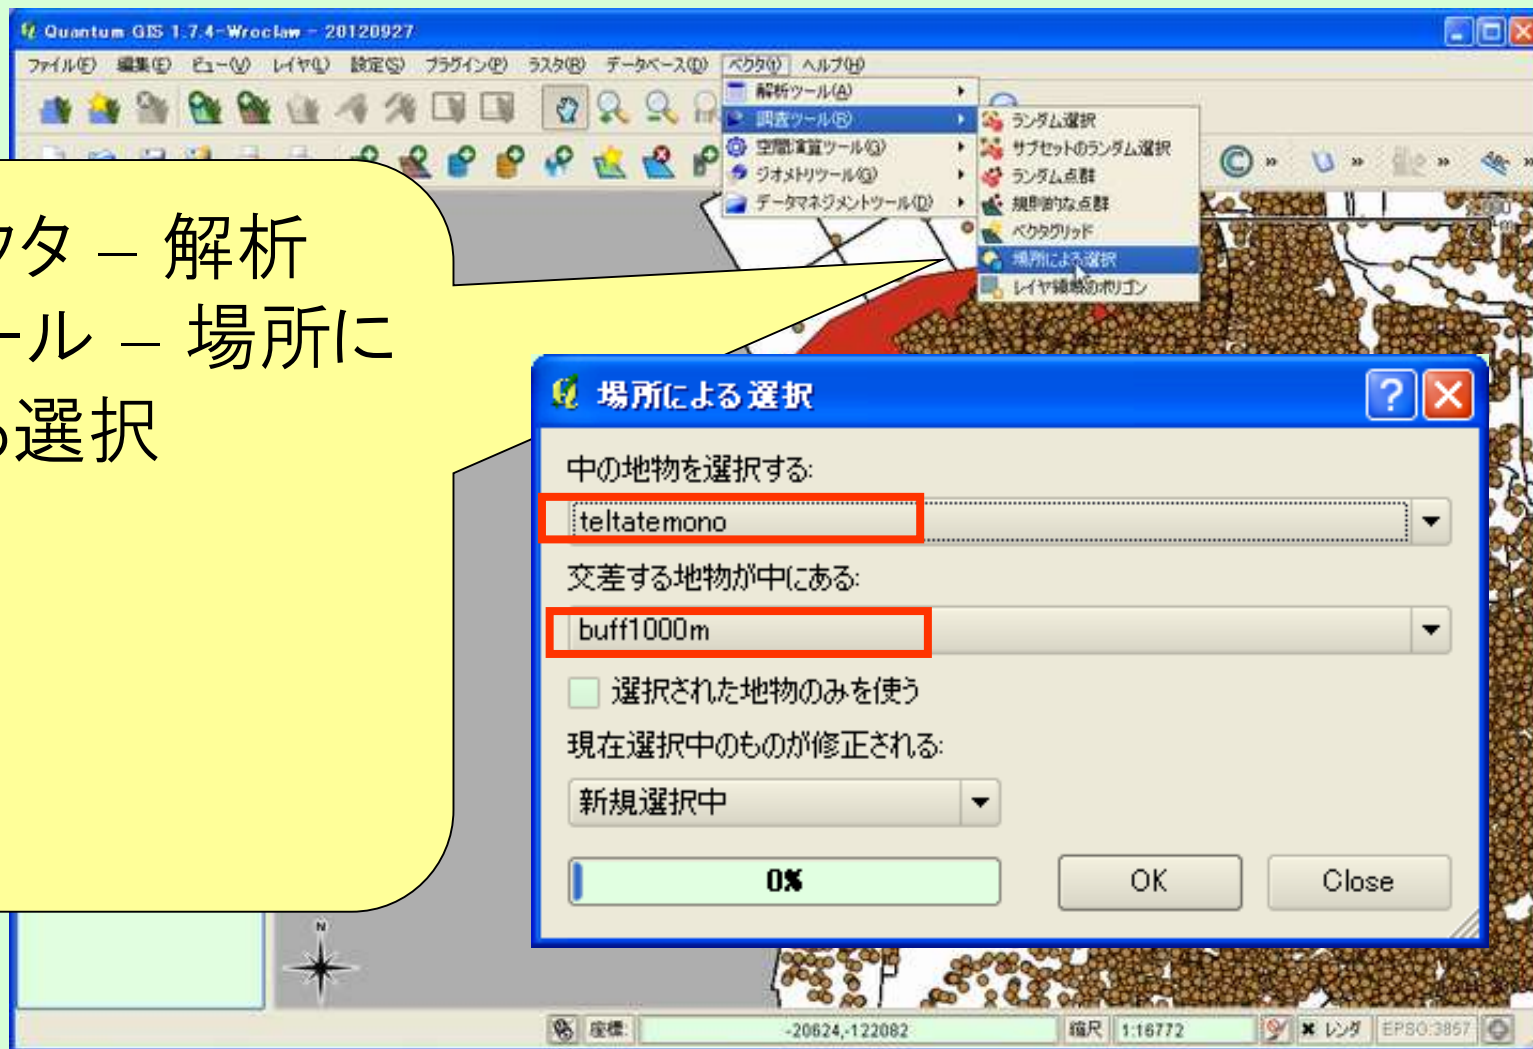 Quantum GIS 1.7.4-Wroclaw - 20120927
ファイル(F) 編集(E) ビュー(V) レイヤ(L) 設定(S) プラグイン(P) ラスタ(R) データベース(D) ベクタ(t) ヘルプ(H)
解析ツール(A)
調査ツール(R)
空間演算ツール(G)
ジオメトリツール(G)
データマネジメントツール(D)
ランダム選択
サブセットのランダム選択
ランダム点群
規則的な点群
ベクタグリッド
場所による選択
レイヤ領域のポリゴン
クタ – 解析
ール – 場所に
る選択
場所による選択
中の地物を選択する:
teltatemono
交差する地物が中にある:
buff1000m
選択された地物のみを使う
現在選択中のものが修正される:
新規選択中
0%
OK
Close
N
座標:
-20624,-122082
縮尺
1:16772
レンダ
EPSG:3857